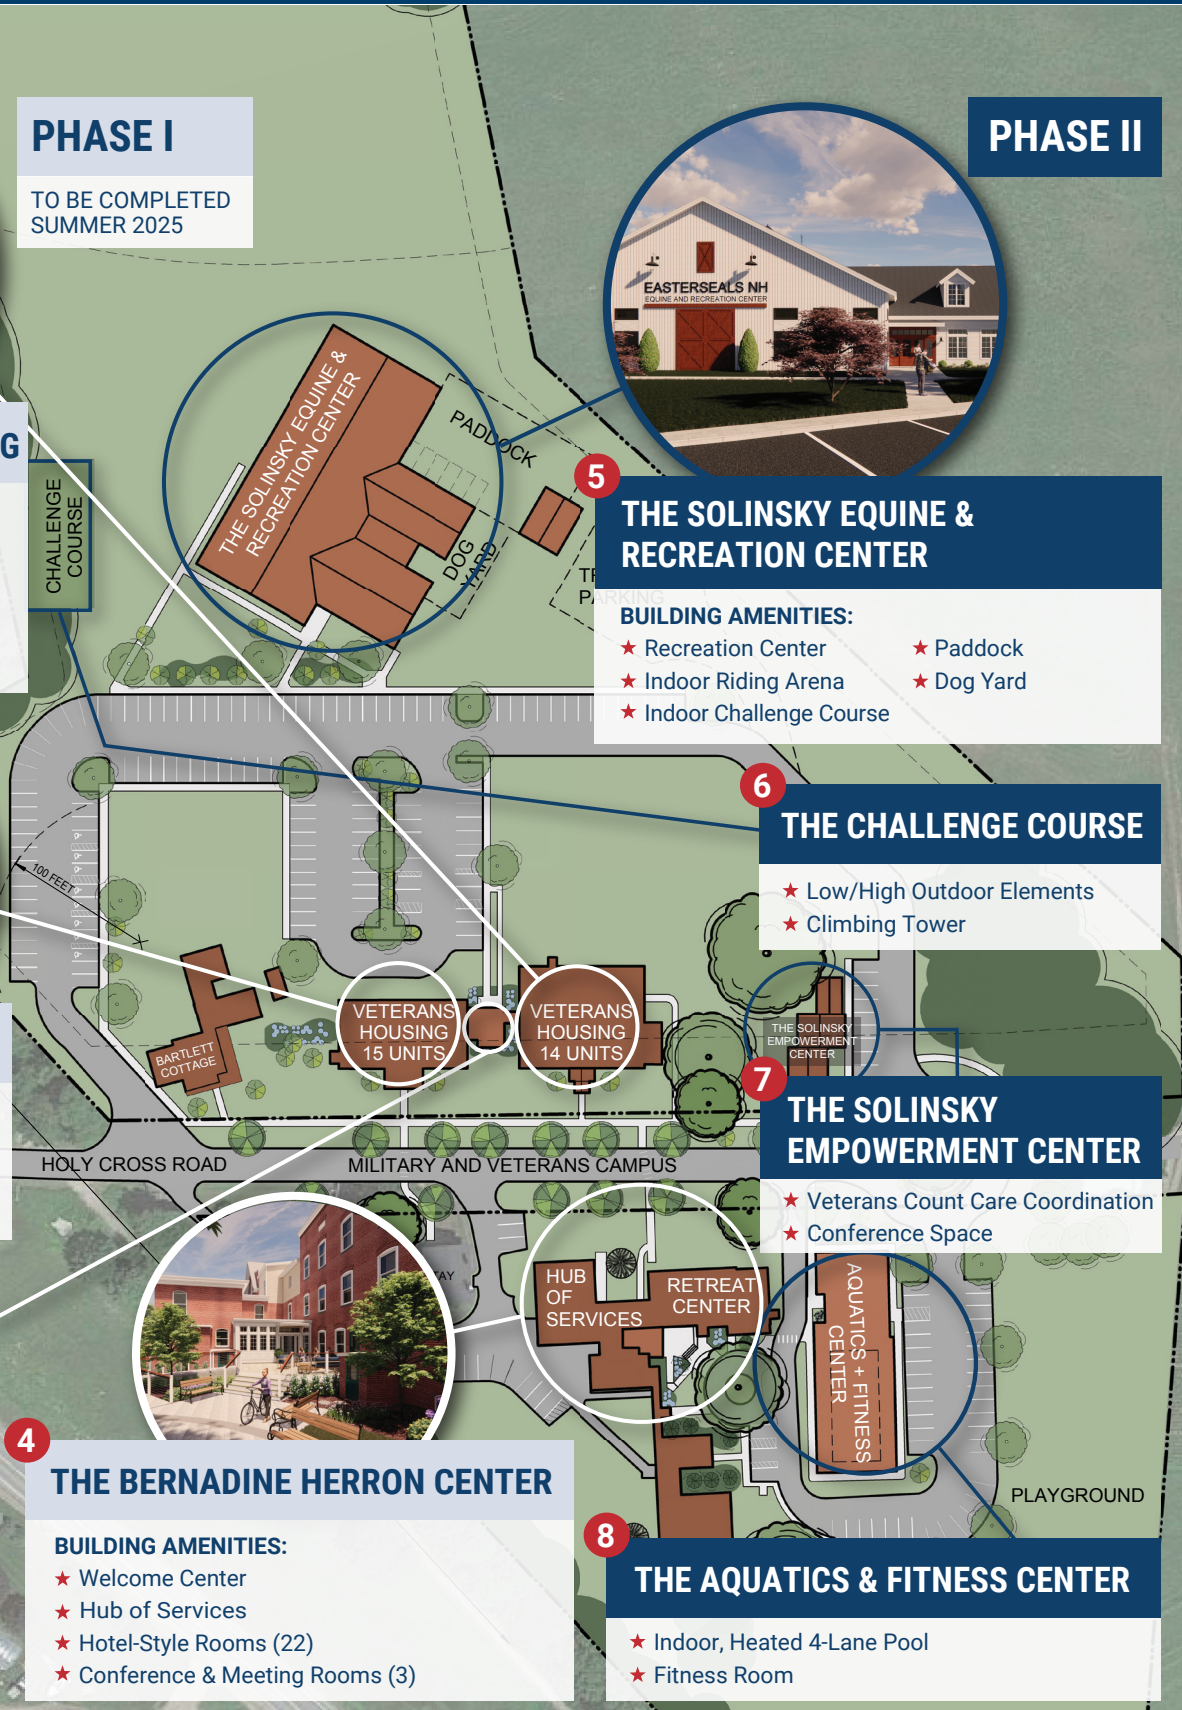 PHASE I
TO BE COMPLETED
SUMMER 2025
PHASE II
EASTERSEALS NH
EQUINE AND RECREATION CENTER
THE SOLINSKY EQUINE &
RECREATION CENTER
PADDOCK
DOG
YARD
PARKING
G
CHALLENGE
COURSE
5
THE SOLINSKY EQUINE &
RECREATION CENTER
BUILDING AMENITIES:
★ Recreation Center
★ Indoor Riding Arena
★ Indoor Challenge Course
★ Paddock
★ Dog Yard
6
THE CHALLENGE COURSE
★ Low/High Outdoor Elements
★ Climbing Tower
100 FEET
BARTLETT
COTTAGE
VETERANS
HOUSING
15 UNITS
VETERANS
HOUSING
14 UNITS
THE SOLINSKY
EMPOWERMENT
CENTER
7
THE SOLINSKY
EMPOWERMENT CENTER
★ Veterans Count Care Coordination
★ Conference Space
HOLY CROSS ROAD
MILITARY AND VETERANS CAMPUS
HUB
OF
SERVICES
RETREAT
CENTER
AQUATICS + FITNESS
CENTER
PLAYGROUND
4
THE BERNADINE HERRON CENTER
BUILDING AMENITIES:
★ Welcome Center
★ Hub of Services
★ Hotel-Style Rooms (22)
★ Conference & Meeting Rooms (3)
8
THE AQUATICS & FITNESS CENTER
★ Indoor, Heated 4-Lane Pool
★ Fitness Room